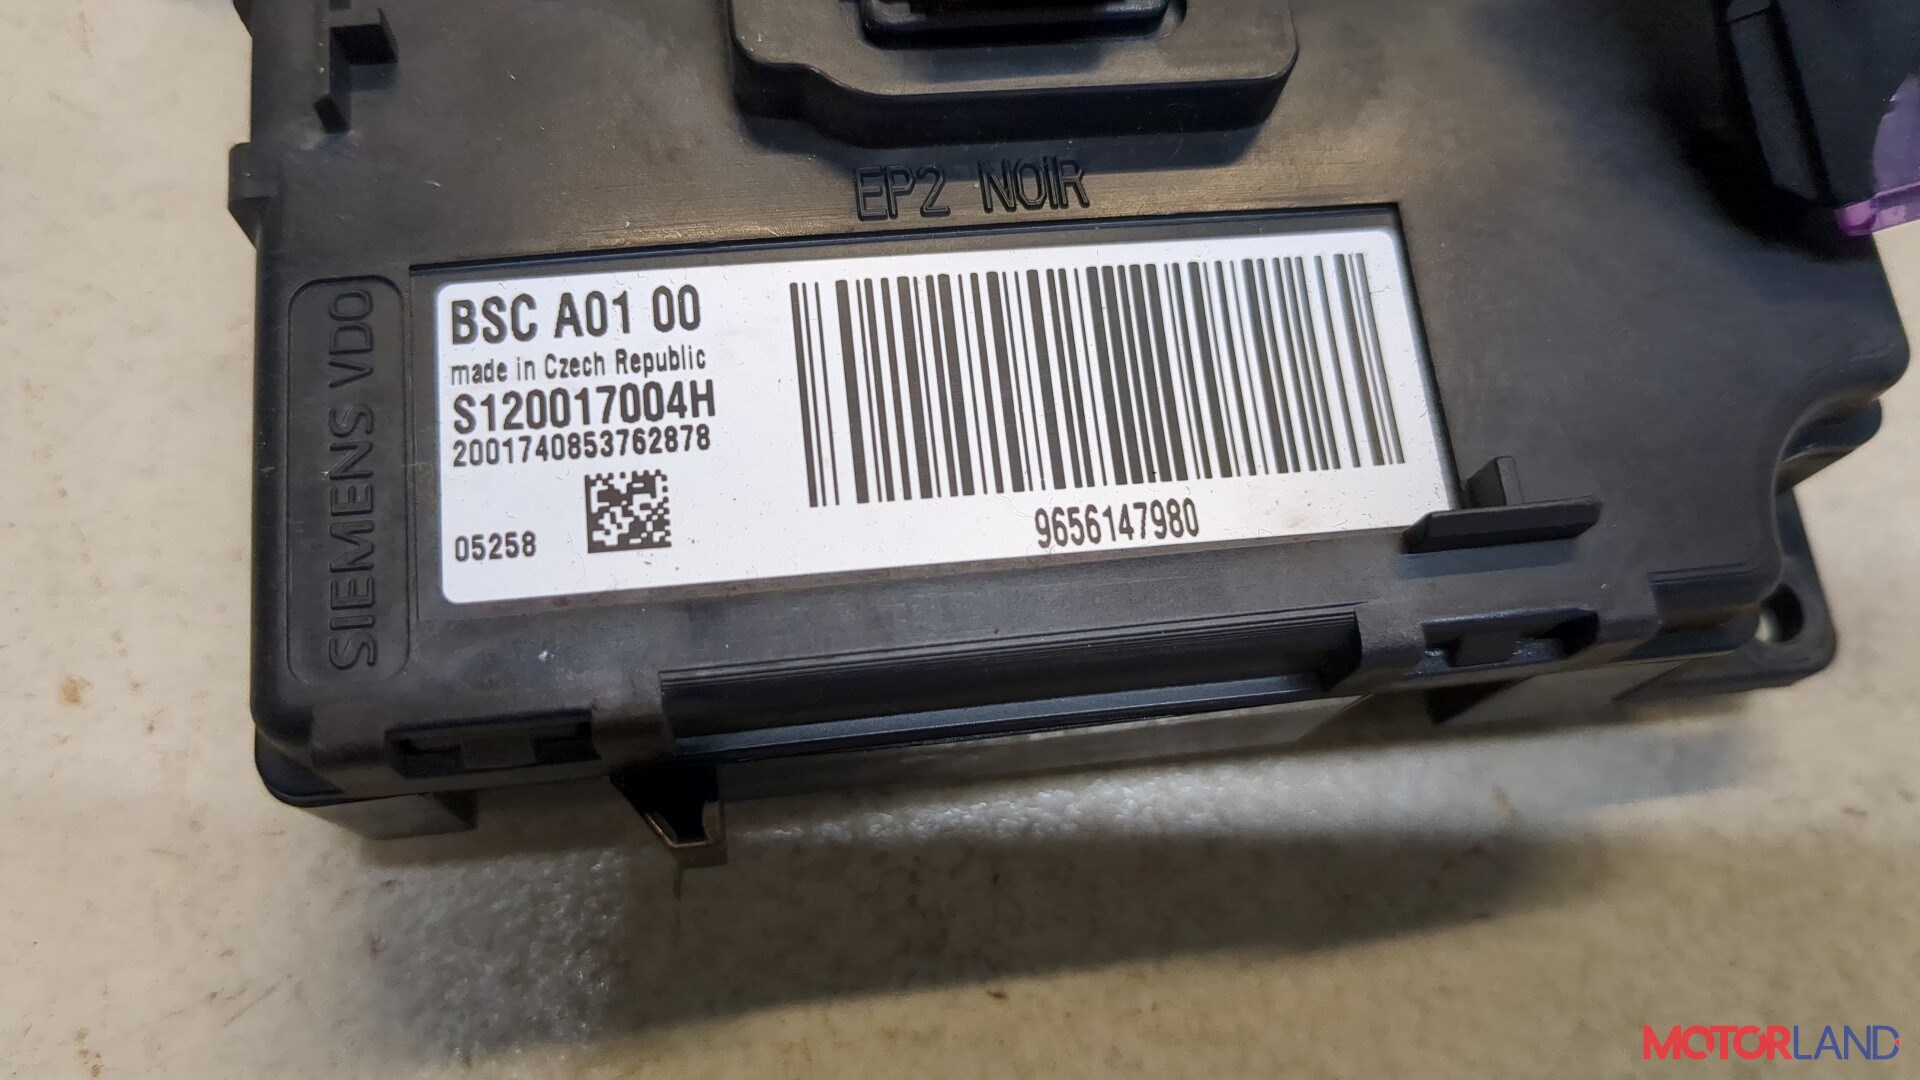 EP2 NOIR
SIEMENS VDO
BSC A01 00
made in Czech Republic
S120017004H
2001740853762878
05258
9656147980
MOTORLAND